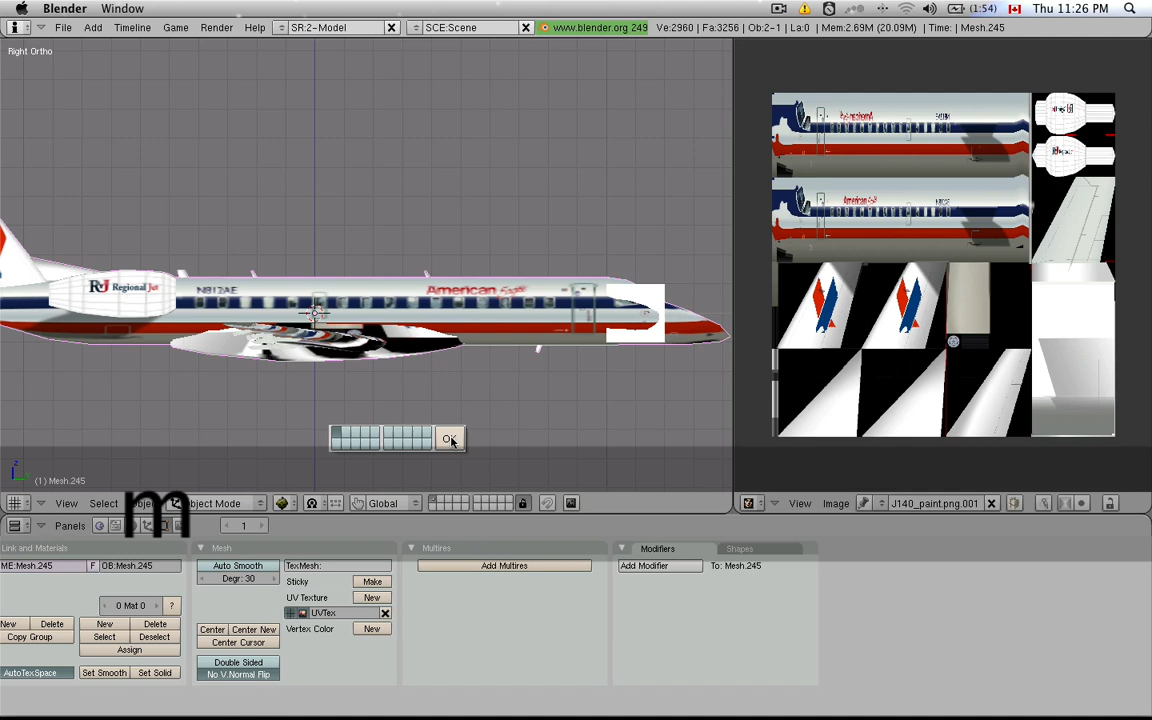 Blender Window (1:54) Thu 11:26 PM
File Add Timeline Game Render Help SR:2-Model SCE:Scene www.blender.org 249 Ve:2960 | Fa:3256 | Ob:2-1 | La:0 | Mem:2.69M (20.09M) | Time: | Mesh.245
Right Ortho
RJ Regional Jet
N812AE
American Eagle
OK
z
y
(1) Mesh.245
View Select Object Object Mode Global
View Image J140_paint.png.001
m
Panels 1
Link and Materials
ME:Mesh.245 F OB:Mesh.245
0 Mat 0 ?
New Delete New Delete
Copy Group Select Deselect
Assign
AutoTexSpace Set Smooth Set Solid
Mesh
Auto Smooth TexMesh:
Degr: 30 Sticky Make
UV Texture New
UVTex
Center Center New Vertex Color New
Center Cursor
Double Sided
No V.Normal Flip
Multires
Add Multires
Modifiers Shapes
Add Modifier To: Mesh.245